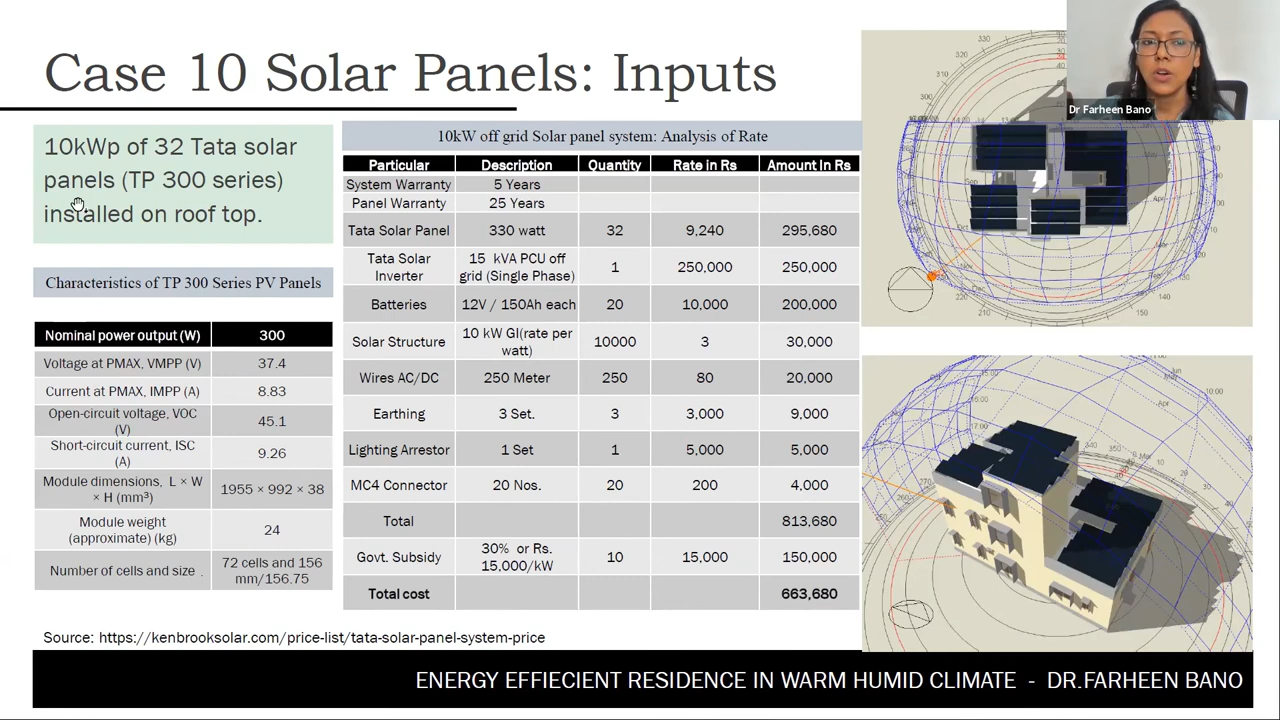 Case 10 Solar Panels: Inputs
Dr Farheen Bano
10kWp of 32 Tata solar
panels (TP 300 series)
installed on roof top.
Characteristics of TP 300 Series PV Panels
Nominal power output (W) 300
Voltage at PMAX, VMPP (V) 37.4
Current at PMAX, IMPP (A) 8.83
Open-circuit voltage, VOC
(V) 45.1
Short-circuit current, ISC
(A) 9.26
Module dimensions, L × W
× H (mm³) 1955 × 992 × 38
Module weight
(approximate) (kg) 24
Number of cells and size . 72 cells and 156
mm/156.75
10kW off grid Solar panel system: Analysis of Rate
Particular Description Quantity Rate in Rs Amount In Rs
System Warranty 5 Years
Panel Warranty 25 Years
Tata Solar Panel 330 watt 32 9,240 295,680
Tata Solar
Inverter 15 kVA PCU off
grid (Single Phase) 1 250,000 250,000
Batteries 12V / 150Ah each 20 10,000 200,000
Solar Structure 10 kW GI(rate per
watt) 10000 3 30,000
Wires AC/DC 250 Meter 250 80 20,000
Earthing 3 Set. 3 3,000 9,000
Lighting Arrestor 1 Set 1 5,000 5,000
MC4 Connector 20 Nos. 20 200 4,000
Total 813,680
Govt. Subsidy 30% or Rs.
15,000/kW 10 15,000 150,000
Total cost 663,680
Source: https://kenbrooksolar.com/price-list/tata-solar-panel-system-price
ENERGY EFFIECIENT RESIDENCE IN WARM HUMID CLIMATE - DR.FARHEEN BANO